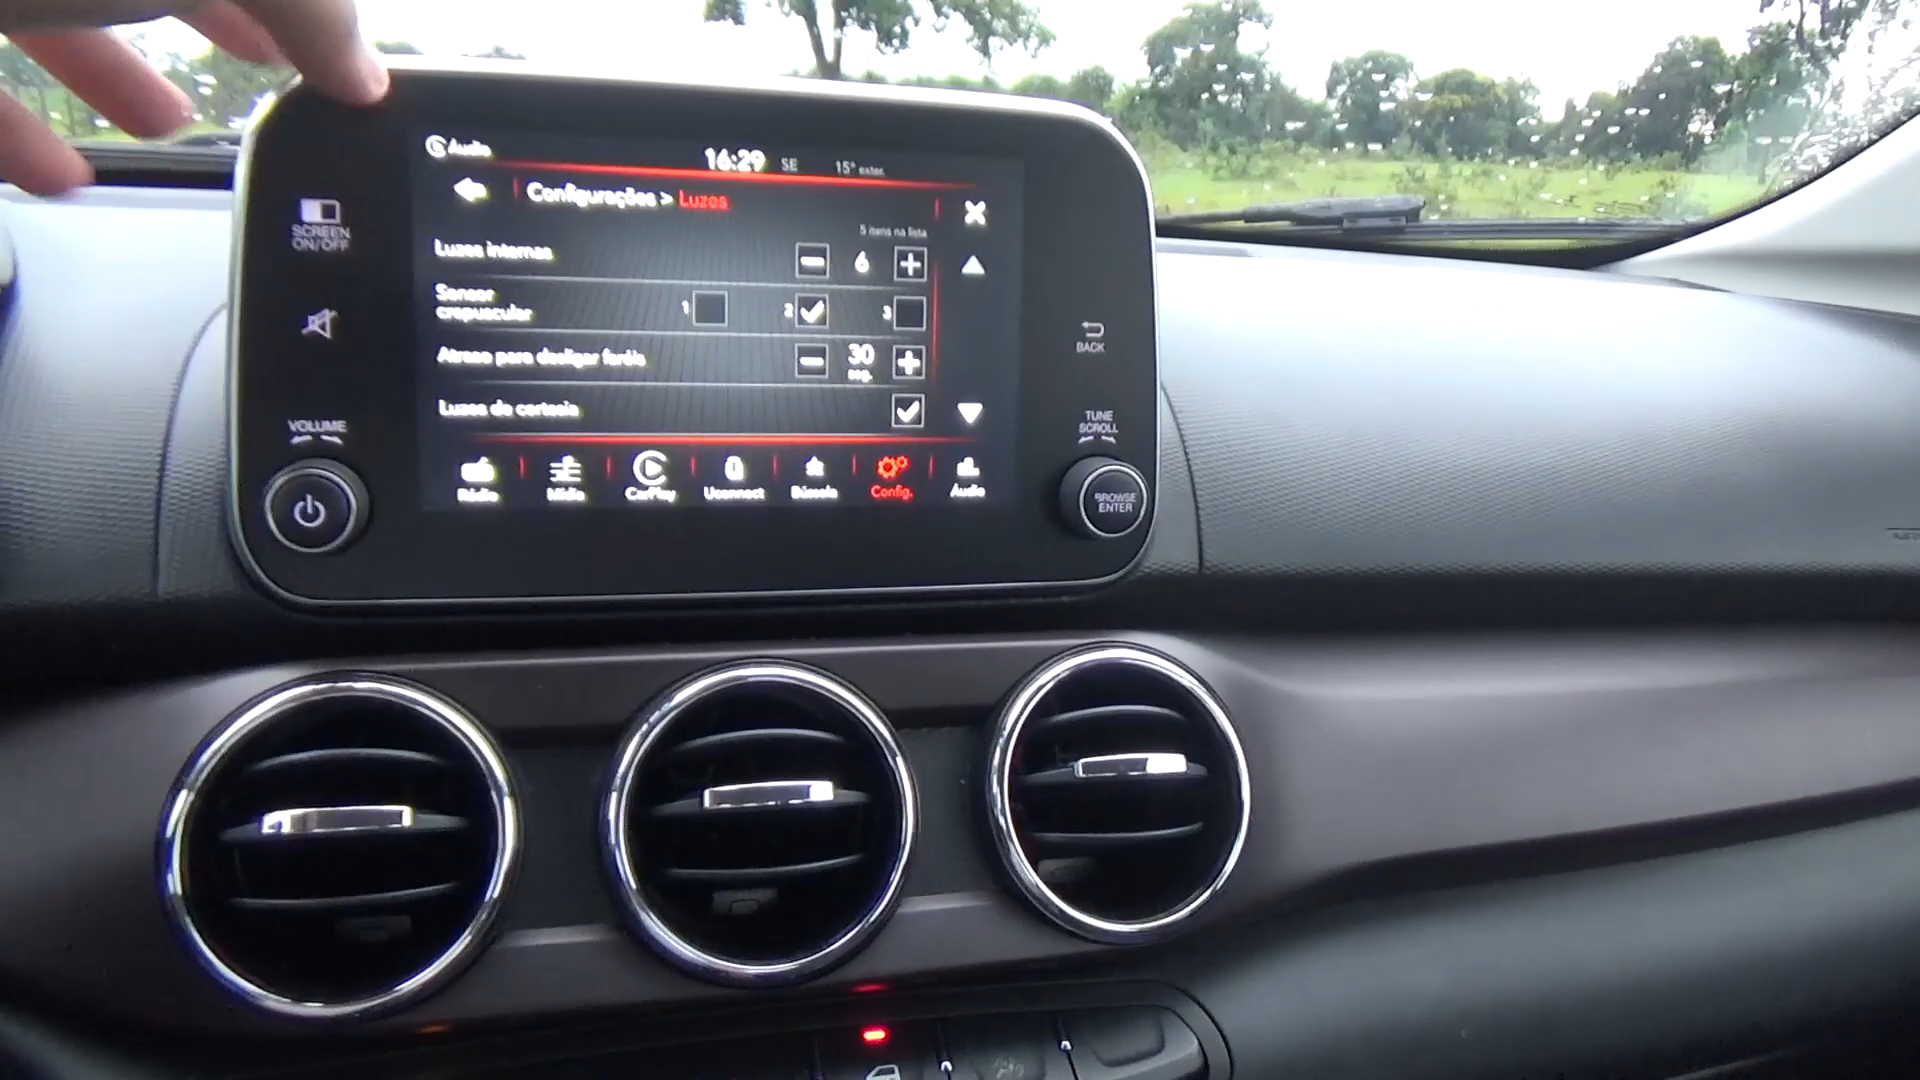 Audio
16:29 SE 15° exter.
Configurações > Luzes
5 itens na lista
Luzes internas
6
Sensor
crepuscular
1 2 3
Atraso para desligar faróis
30
seg.
Luzes de cortesia
Rádio Mídia CarPlay Uconnect Bússola Config. Áudio
SCREEN
ON/OFF
VOLUME
BACK
TUNE
SCROLL
BROWSE
ENTER